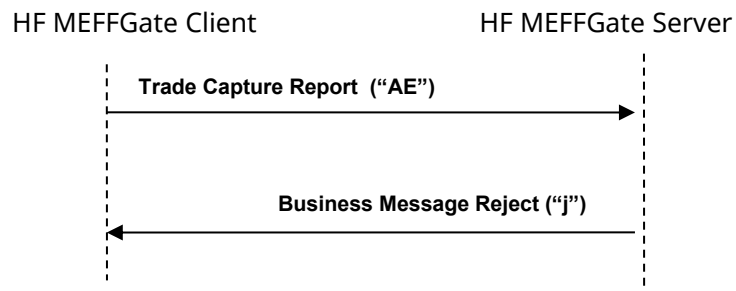 HF MEFFGate Client
HF MEFFGate Server
Trade Capture Report (“AE”)
Business Message Reject (“j”)